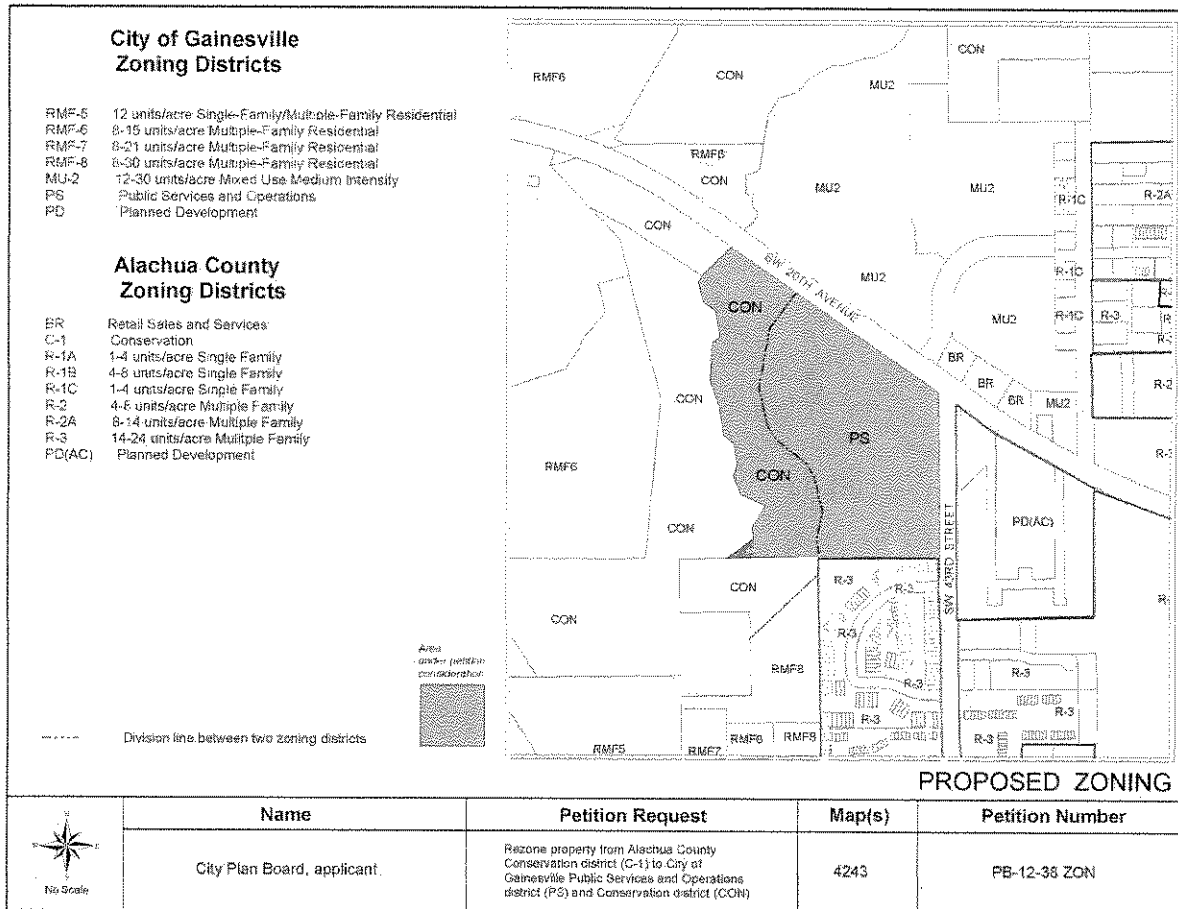 City of Gainesville
Zoning Districts
RMF-5 12 units/acre Single-Family/Multiple-Family Residential
RMF-6 8-15 units/acre Multiple-Family Residential
RMF-7 8-21 units/acre Multiple-Family Residential
RMF-8 8-30 units/acre Multiple-Family Residential
MU-2 12-30 units/acre Mixed Use Medium Intensity
PS Public Services and Operations
PD Planned Development
Alachua County
Zoning Districts
BR Retail Sales and Services
C-1 Conservation
R-1A 1-4 units/acre Single Family
R-1B 4-8 units/acre Single Family
R-1C 1-4 units/acre Single Family
R-2 4-8 units/acre Multiple Family
R-2A 8-14 units/acre Multiple Family
R-3 14-24 units/acre Mulitple Family
PD(AC) Planned Development
Area
under petition
consideration
Division line between two zoning districts
CON
RMF6 CON MU2
RMF8
CON MU2 MU2 R-1C R-2A
CON
SW 20TH AVENUE
MU2 R-1C
CON MU2 R-1C R-3
BR
BR
BR MU2 R-2
CON
PS
RMF6 CON
CON PD(AC)
SW 43RD STREET
CON R-3 R-3
CON
R-3
RMF8 R-3 R-3
R-3 R-3
RMF5 RMF7 RMF6 RMF8 R-3
PROPOSED ZONING
Name Petition Request Map(s) Petition Number
No Scale
City Plan Board, applicant
Rezone property from Alachua County
Conservation district (C-1) to City of
Gainesville Public Services and Operations
district (PS) and Conservation district (CON)
4243
PB-12-38 ZON